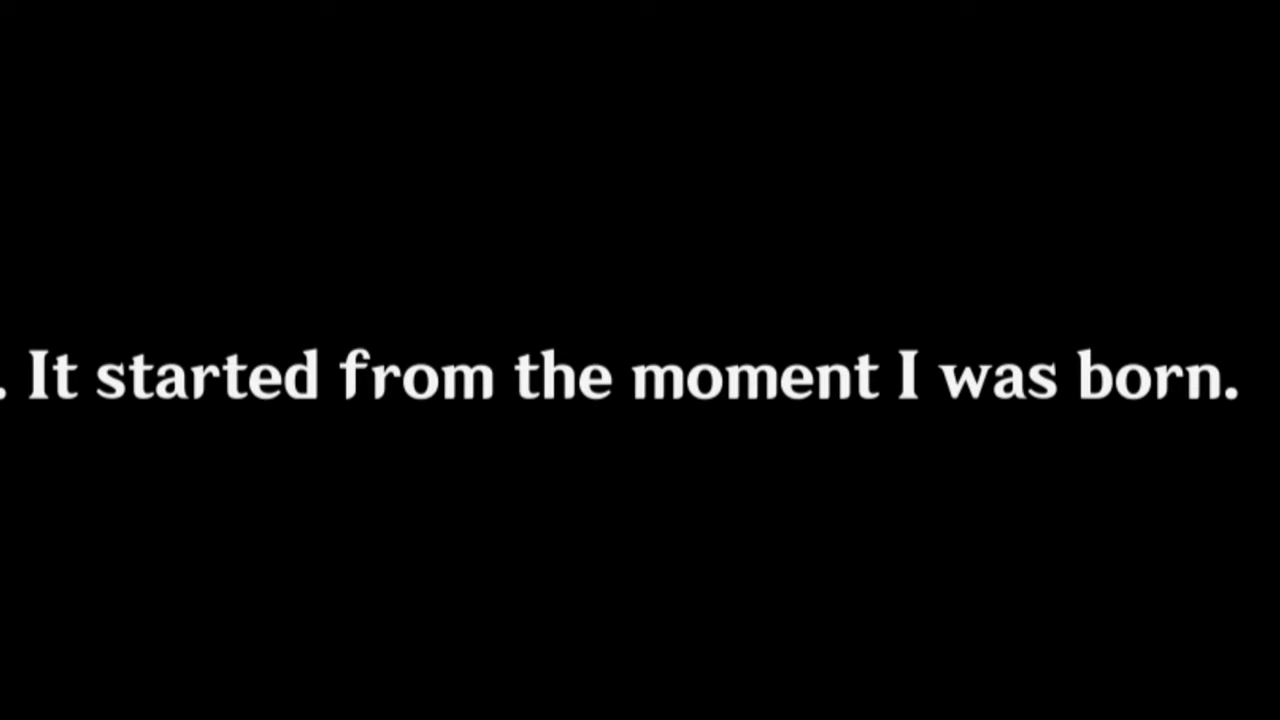 . It started from the moment I was born.